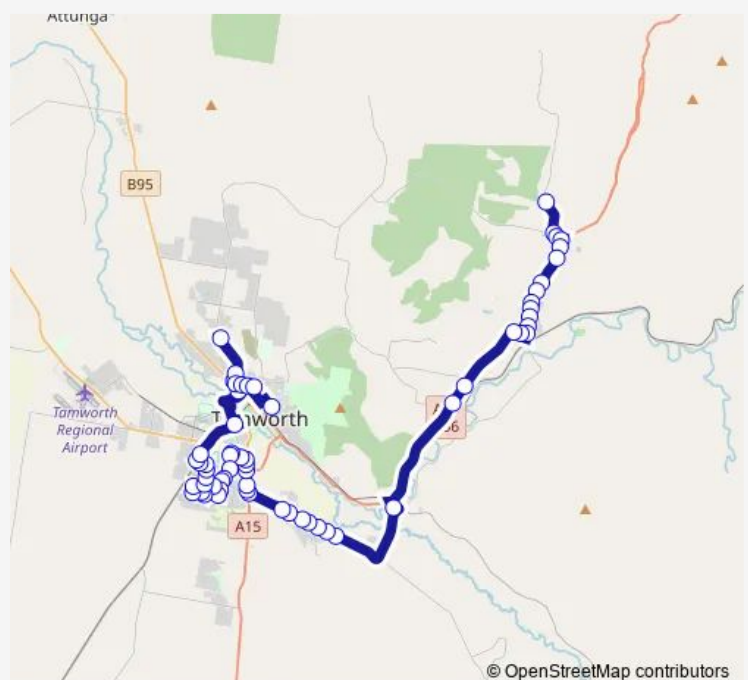 Attunga
B95
Tamworth
Regional
Airport
Tamworth
A15
© OpenStreetMap contributors